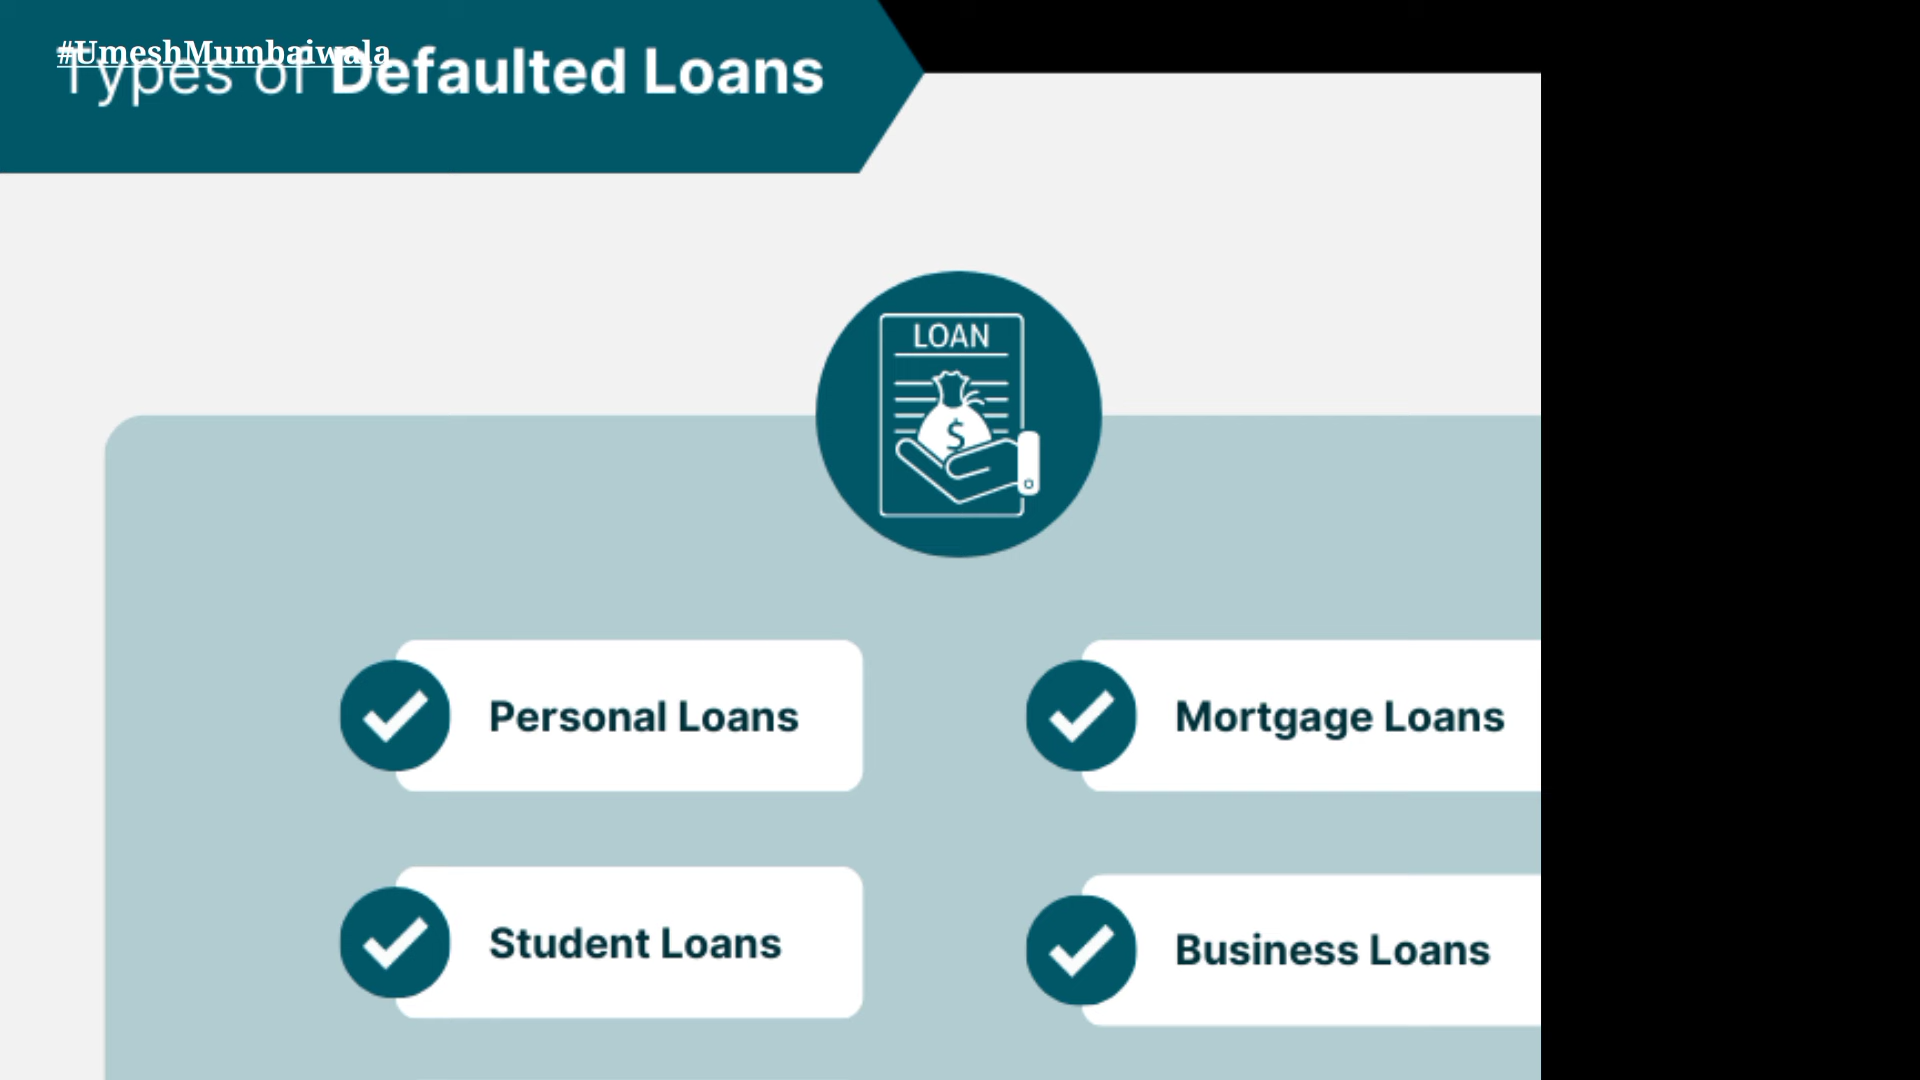 #UmeshMumbaiwala
Types of Defaulted Loans
LOAN
$
Personal Loans
Mortgage Loans
Student Loans
Business Loans